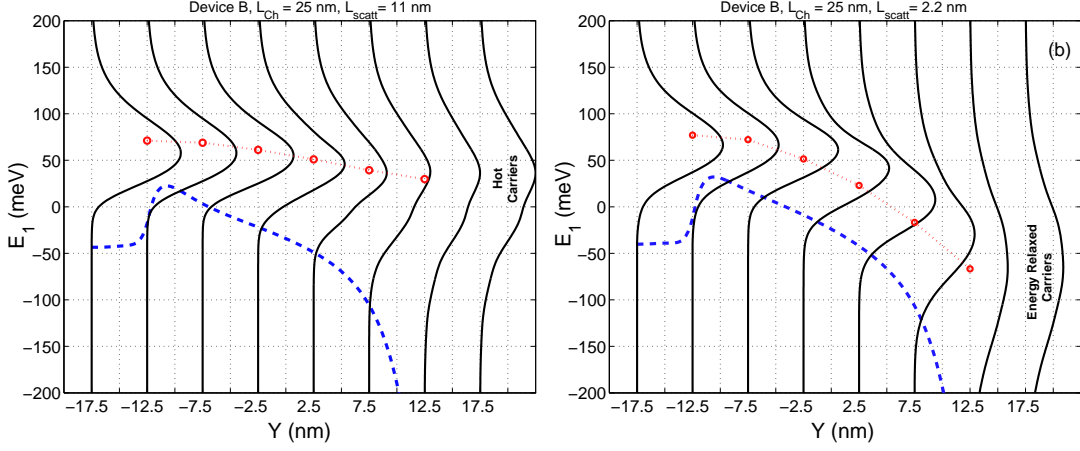 Device B, L_Ch = 25 nm, L_scatt = 11 nm
200
150
100
50
0
−50
−100
−150
−200
E_1 (meV)
Hot
Carriers
−17.5 −12.5 −7.5 −2.5 2.5 7.5 12.5 17.5
Y (nm)
Device B, L_Ch = 25 nm, L_scatt = 2.2 nm
(b)
200
150
100
50
0
−50
−100
−150
−200
E_1 (meV)
Energy Relaxed
Carriers
−17.5 −12.5 −7.5 −2.5 2.5 7.5 12.5 17.5
Y (nm)